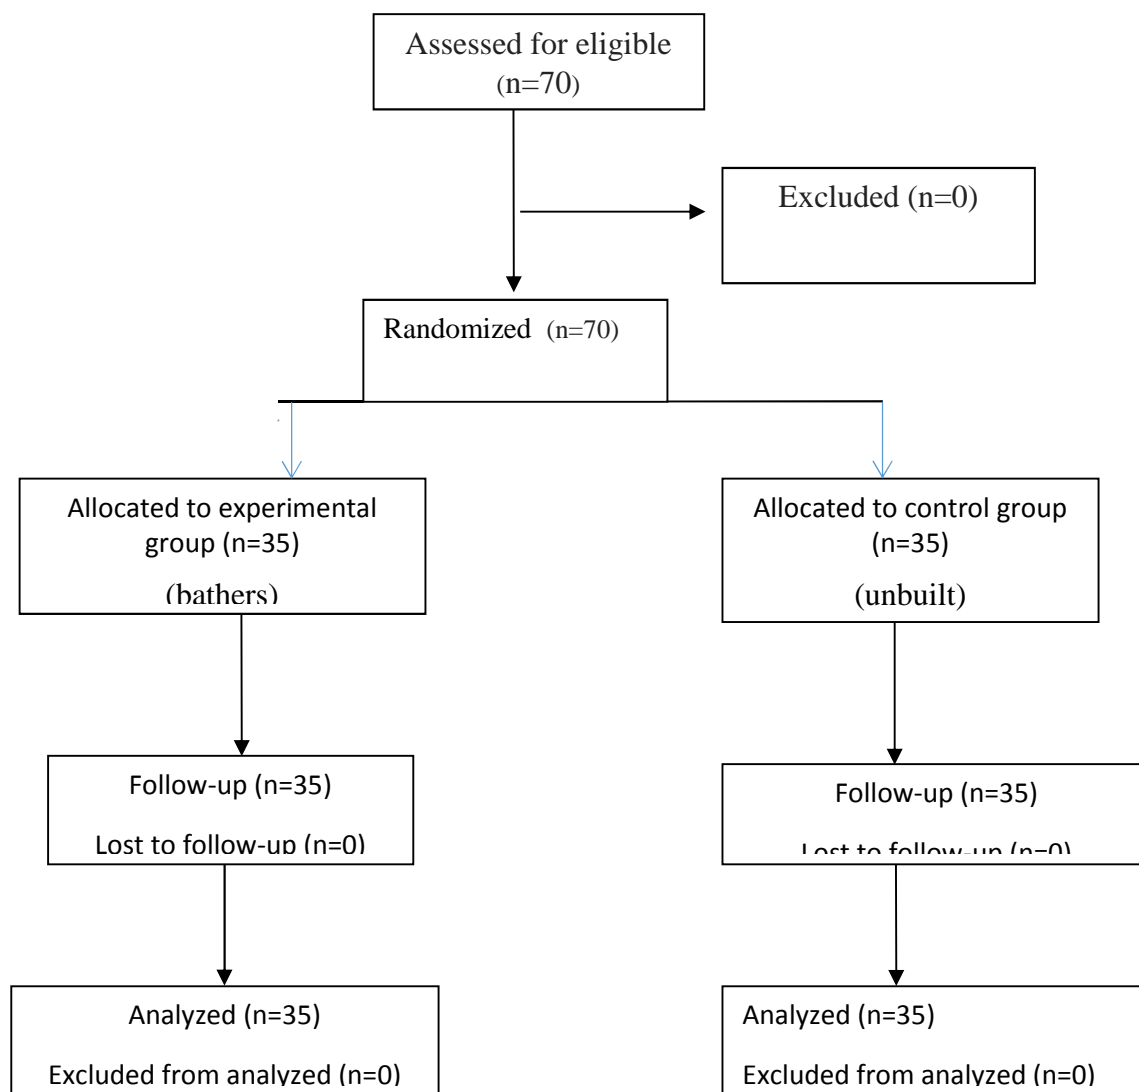 Assessed for eligible
(n=70)
Excluded (n=0)
Randomized (n=70)
Allocated to experimental
group (n=35)
(bathers)
Allocated to control group
(n=35)
(unbuilt)
Follow-up (n=35)
Lost to follow-up (n=0)
Follow-up (n=35)
Lost to follow-up (n=0)
Analyzed (n=35)
Excluded from analyzed (n=0)
Analyzed (n=35)
Excluded from analyzed (n=0)